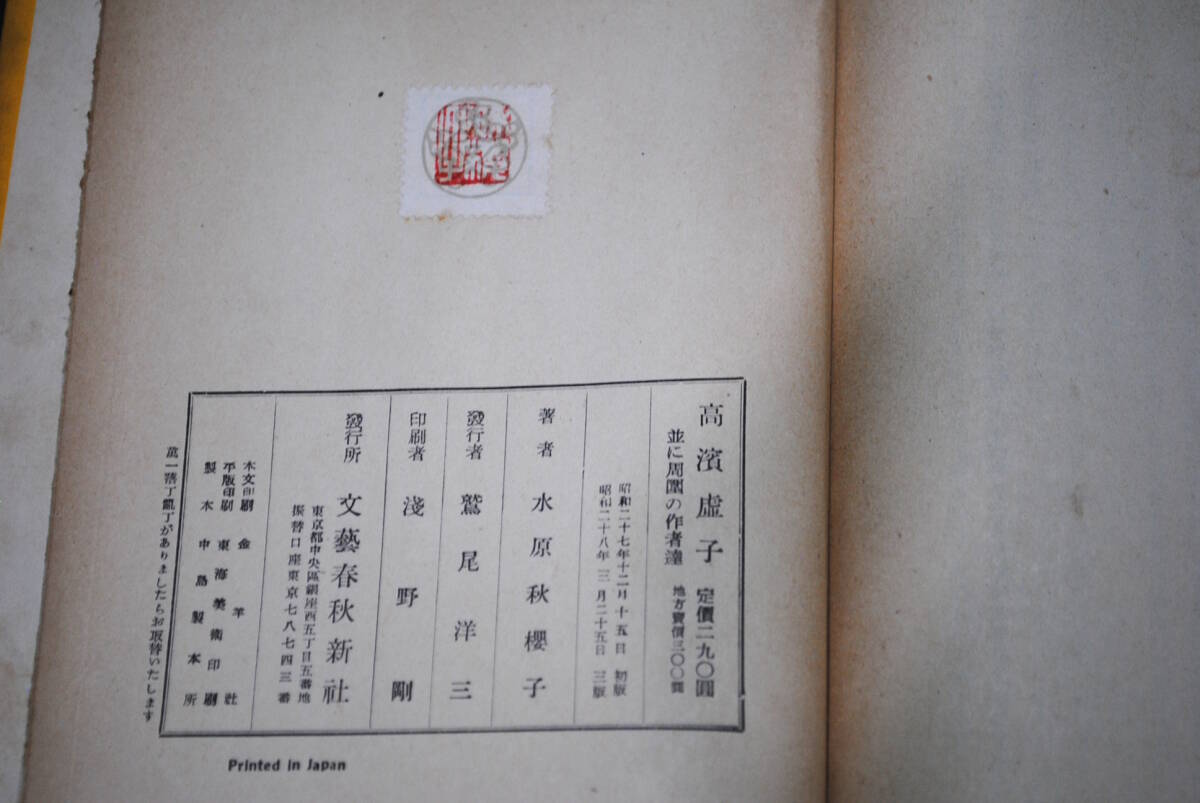 高濱虚子 定價二九〇圓
並に周圍の作者達 地方賣價三〇〇圓
昭和二十七年十二月十五日 初版
昭和二十八年三月二十五日 三版
著者 水原秋櫻子
發行者 鷲尾洋三
印刷者 淺野剛
發行所 文藝春秋新社
東京都中央區銀座西五丁目五番地
振替口座東京七八七四三番
本文印刷 金羊社
平版印刷 東海美術印刷
製本 中島製本所
萬一落丁亂丁がありましたらお取替いたします
Printed in Japan